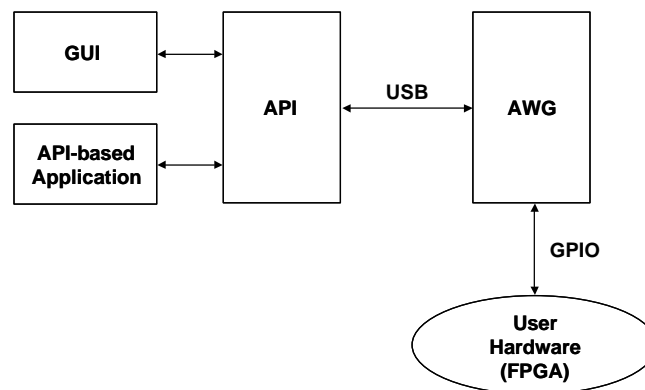 GUI
API-based
Application
API
USB
AWG
GPIO
User
Hardware
(FPGA)